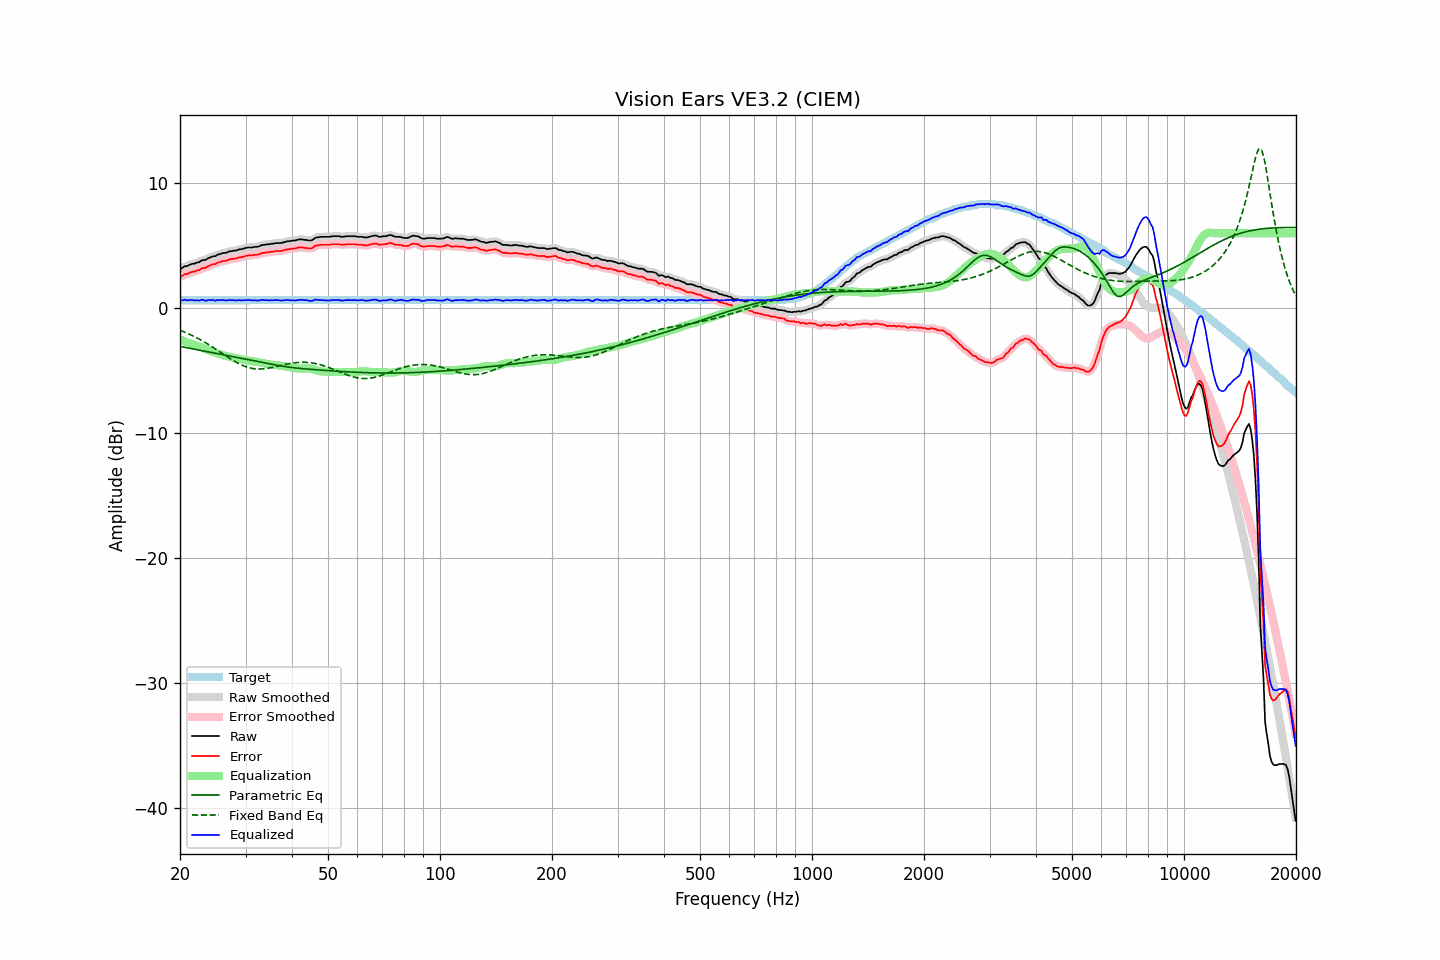 Vision Ears VE3.2 (CIEM)
10
0
−10
−20
−30
−40
Amplitude (dBr)
Target
Raw Smoothed
Error Smoothed
Raw
Error
Equalization
Parametric Eq
Fixed Band Eq
Equalized
20 50 100 200 500 1000 2000 5000 10000 20000
Frequency (Hz)